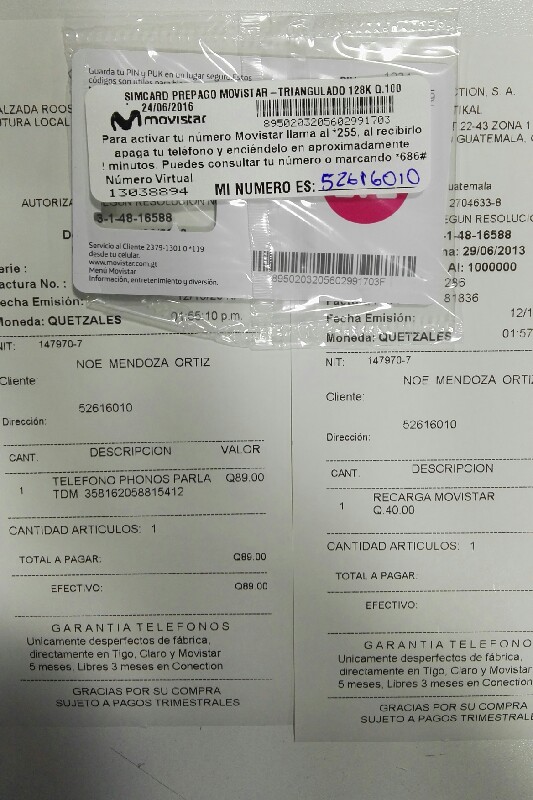 Guarda tu PIN y PUK en un lugar seguro. Estos
SIMCARD PREPAGO MOVISTAR -TRIANGULADO 128K Q.100
24/06/2016
movistar
8950203205602991703
Para activar tu número Movistar llama al *255, al recibirlo
apaga tu teléfono y enciéndelo en aproximadamente
! minutos. Puedes consultar tu número o marcando *686#
Número Virtual
13038894
MI NUMERO ES: 52616010
3-1-48-16588
Servicio al Cliente 2379-1301 0 *119
desde tu celular.
www.movistar.com.gt
Menú Movistar
Información, entretenimiento y diversión.
8950203205602991703F
ALZADA ROOS
UTURA LOCAL
AUTORIZA
erie :
actura No. :
echa Emisión:
01:55:10 p.m.
Moneda: QUETZALES
NIT: 147970-7
NOE MENDOZA ORTIZ
Cliente
52616010
Dirección:
CANT. DESCRIPCION VALOR
1 TELEFONO PHONOS PARLA Q89.00
TDM 358162058815412
CANTIDAD ARTICULOS: 1
TOTAL A PAGAR: Q89.00
EFECTIVO: Q89.00
GARANTIA TELEFONOS
Unicamente desperfectos de fábrica,
directamente en Tigo, Claro y Movistar
5 meses, Libres 3 meses en Conection
GRACIAS POR SU COMPRA
SUJETO A PAGOS TRIMESTRALES
CTION, S. A.
TIKAL
22-43 ZONA 1
GUATEMALA, C
uatemala
2704633-8
EGUN RESOLUCIO
-1-48-16588
na: 29/06/2013
Al: 1000000
286
81836
Fecha Emisión: 12/1
Moneda: QUETZALES 01:57
NIT: 147970-7
NOE MENDOZA ORTIZ
Cliente:
52616010
Dirección:
CANT. DESCRIPCION
1 RECARGA MOVISTAR
Q.40.00
CANTIDAD ARTICULOS: 1
TOTAL A PAGAR:
EFECTIVO:
GARANTIA TELEFONO
Unicamente desperfectos de fábrica,
directamente en Tigo, Claro y Movistar
5 meses, Libres 3 meses en Conection
GRACIAS POR SU COMPRA
SUJETO A PAGOS TRIMESTRALE